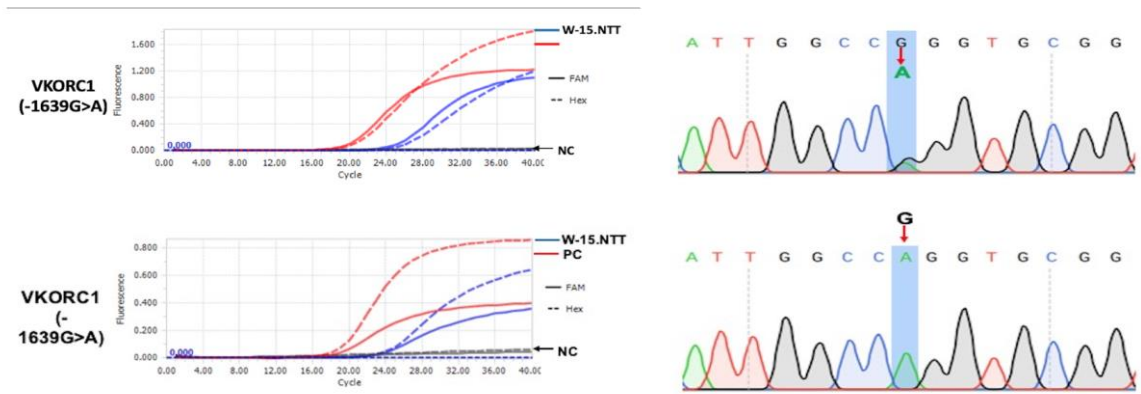 W-15.NTT
1.600
1.200
0.800
0.400
0.000
0.000
Fluorescence
VKORC1
(-1639G>A)
FAM
Hex
NC
0.00 4.00 8.00 12.00 16.00 20.00 24.00 28.00 32.00 36.00 40.00
Cycle
A T T G G C C G G G T G C G G
A
W-15.NTT
PC
0.800
0.600
0.400
0.200
0.000
0.000
Fluorescence
VKORC1
(-
1639G>A)
FAM
Hex
NC
0.00 4.00 8.00 12.00 16.00 20.00 24.00 28.00 32.00 36.00 40.00
Cycle
G
A T T G G C C A G G T G C G G